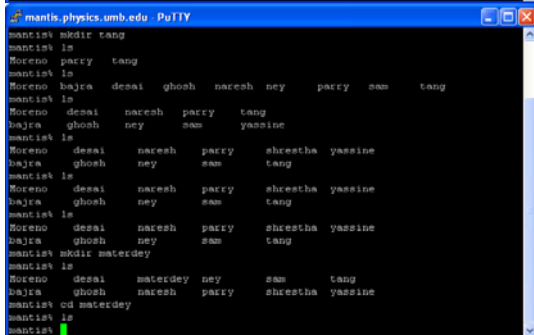 mantis.physics.umb.edu - PuTTY
mantis% mkdir tang
mantis% ls
Moreno parry tang
mantis% ls
Moreno bajra desai ghosh naresh ney parry sam tang
mantis% ls
Moreno desai naresh parry tang
bajra ghosh ney sam yassine
mantis% ls
Moreno desai naresh parry shrestha yassine
bajra ghosh ney sam tang
mantis% ls
Moreno desai naresh parry shrestha yassine
bajra ghosh ney sam tang
mantis% ls
Moreno desai naresh parry shrestha yassine
bajra ghosh ney sam tang
mantis% mkdir materdey
mantis% ls
Moreno desai materdey ney sam tang
bajra ghosh naresh parry shrestha yassine
mantis% cd materdey
mantis% ls
mantis%